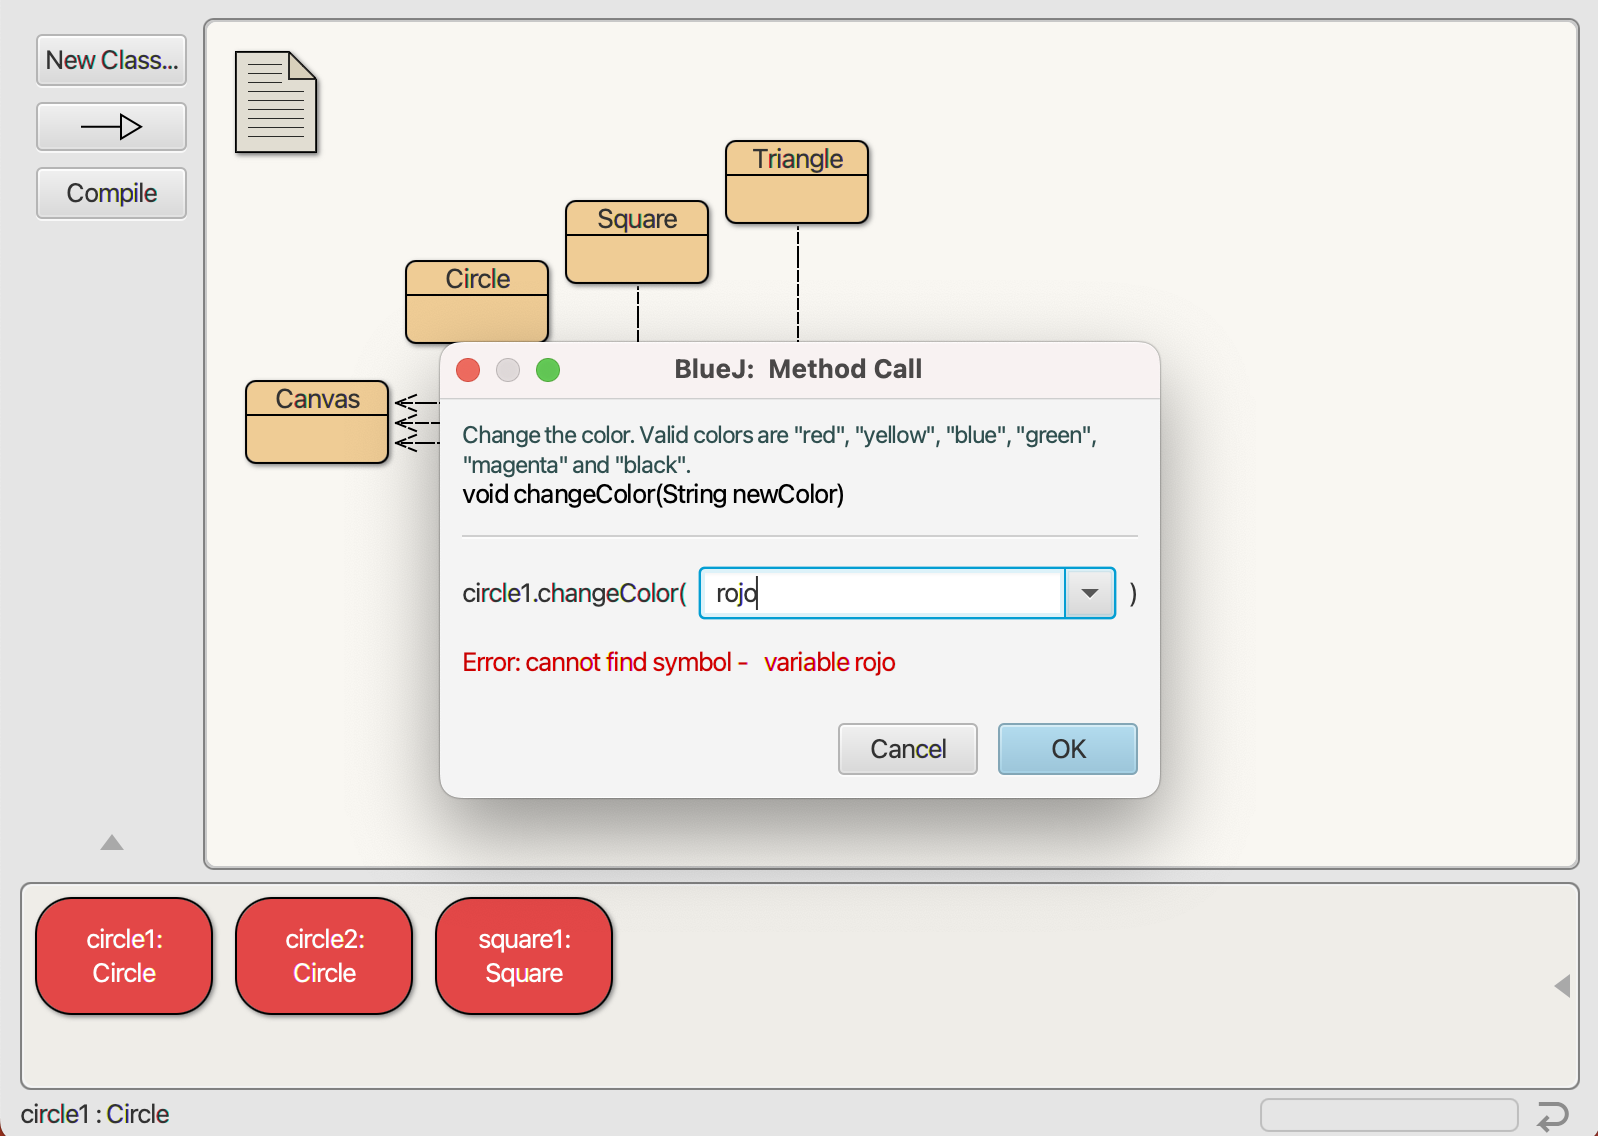 New Class...
Compile
Triangle
Square
Circle
Canvas
BlueJ:  Method Call
Change the color. Valid colors are "red", "yellow", "blue", "green",
"magenta" and "black".
void changeColor(String newColor)
circle1.changeColor( rojo )
Error: cannot find symbol -   variable rojo
Cancel
OK
circle1:
Circle
circle2:
Circle
square1:
Square
circle1 : Circle